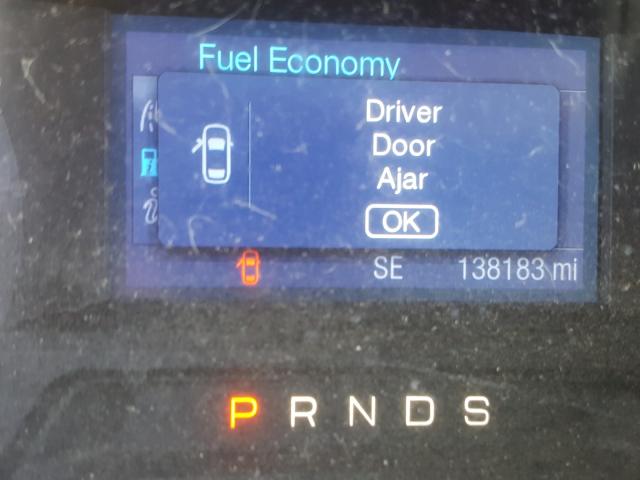 Fuel Economy
Driver
Door
Ajar
OK
SE 138183 mi
P R N D S